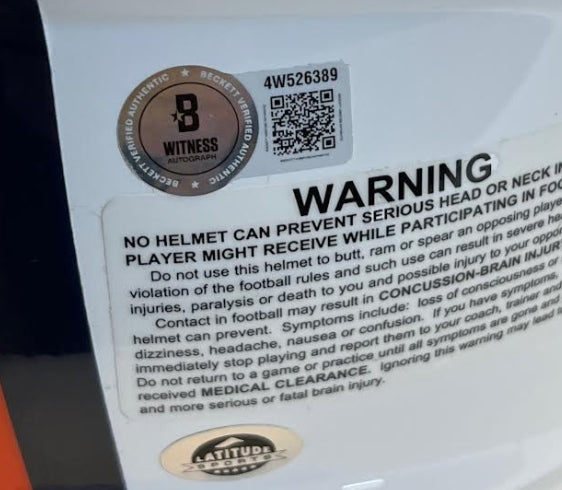 BECKETT VERIFIED AUTHENTIC ★ BECKETT VERIFIED AUTHENTIC ★
B
WITNESS
AUTOGRAPH
4W526389
WARNING
NO HELMET CAN PREVENT SERIOUS HEAD OR NECK IN
PLAYER MIGHT RECEIVE WHILE PARTICIPATING IN FOO
Do not use this helmet to butt, ram or spear an opposing playe
violation of the football rules and such use can result in severe he
injuries, paralysis or death to you and possible injury to your oppo
Contact in football may result in CONCUSSION-BRAIN INJUR
helmet can prevent. Symptoms include: loss of consciousness or
dizziness, headache, nausea or confusion. If you have symptoms,
immediately stop playing and report them to your coach, trainer and
Do not return to a game or practice until all symptoms are gone and
received MEDICAL CLEARANCE. Ignoring this warning may lead t
and more serious or fatal brain injury.
LATITUDE
SPORTS